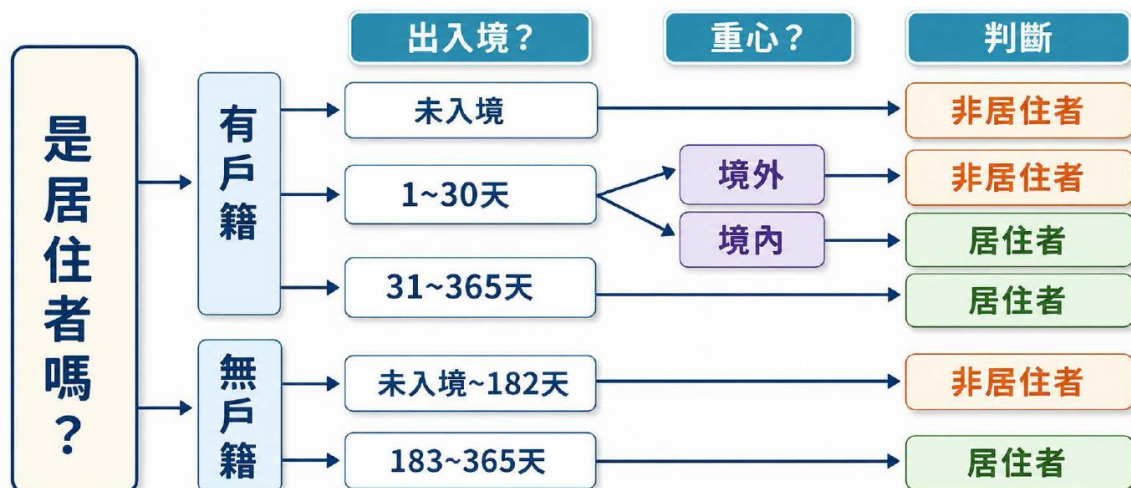 是居住者嗎？
出入境？
重心？
判斷
有戶籍
未入境
非居住者
1~30天
境外
非居住者
境內
居住者
31~365天
居住者
無戶籍
未入境~182天
非居住者
183~365天
居住者